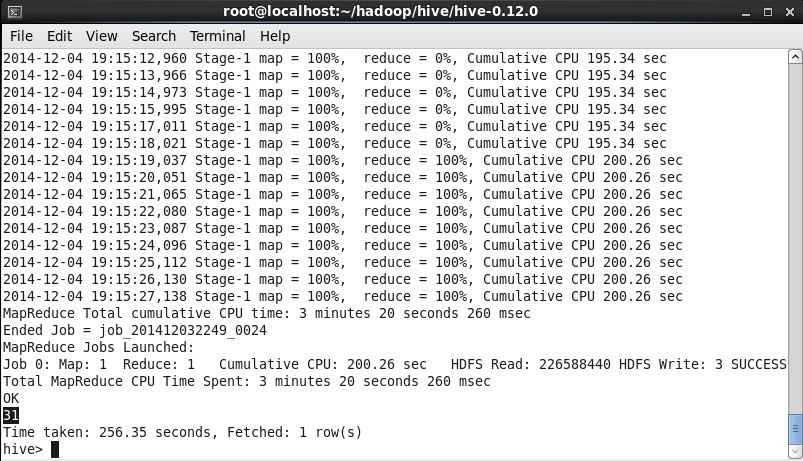 root@localhost:~/hadoop/hive/hive-0.12.0
File Edit View Search Terminal Help
2014-12-04 19:15:12,960 Stage-1 map = 100%,  reduce = 0%, Cumulative CPU 195.34 sec
2014-12-04 19:15:13,966 Stage-1 map = 100%,  reduce = 0%, Cumulative CPU 195.34 sec
2014-12-04 19:15:14,973 Stage-1 map = 100%,  reduce = 0%, Cumulative CPU 195.34 sec
2014-12-04 19:15:15,995 Stage-1 map = 100%,  reduce = 0%, Cumulative CPU 195.34 sec
2014-12-04 19:15:17,011 Stage-1 map = 100%,  reduce = 0%, Cumulative CPU 195.34 sec
2014-12-04 19:15:18,021 Stage-1 map = 100%,  reduce = 0%, Cumulative CPU 195.34 sec
2014-12-04 19:15:19,037 Stage-1 map = 100%,  reduce = 100%, Cumulative CPU 200.26 sec
2014-12-04 19:15:20,051 Stage-1 map = 100%,  reduce = 100%, Cumulative CPU 200.26 sec
2014-12-04 19:15:21,065 Stage-1 map = 100%,  reduce = 100%, Cumulative CPU 200.26 sec
2014-12-04 19:15:22,080 Stage-1 map = 100%,  reduce = 100%, Cumulative CPU 200.26 sec
2014-12-04 19:15:23,087 Stage-1 map = 100%,  reduce = 100%, Cumulative CPU 200.26 sec
2014-12-04 19:15:24,096 Stage-1 map = 100%,  reduce = 100%, Cumulative CPU 200.26 sec
2014-12-04 19:15:25,112 Stage-1 map = 100%,  reduce = 100%, Cumulative CPU 200.26 sec
2014-12-04 19:15:26,130 Stage-1 map = 100%,  reduce = 100%, Cumulative CPU 200.26 sec
2014-12-04 19:15:27,138 Stage-1 map = 100%,  reduce = 100%, Cumulative CPU 200.26 sec
MapReduce Total cumulative CPU time: 3 minutes 20 seconds 260 msec
Ended Job = job_201412032249_0024
MapReduce Jobs Launched:
Job 0: Map: 1  Reduce: 1   Cumulative CPU: 200.26 sec   HDFS Read: 226588440 HDFS Write: 3 SUCCESS
Total MapReduce CPU Time Spent: 3 minutes 20 seconds 260 msec
OK
31
Time taken: 256.35 seconds, Fetched: 1 row(s)
hive>